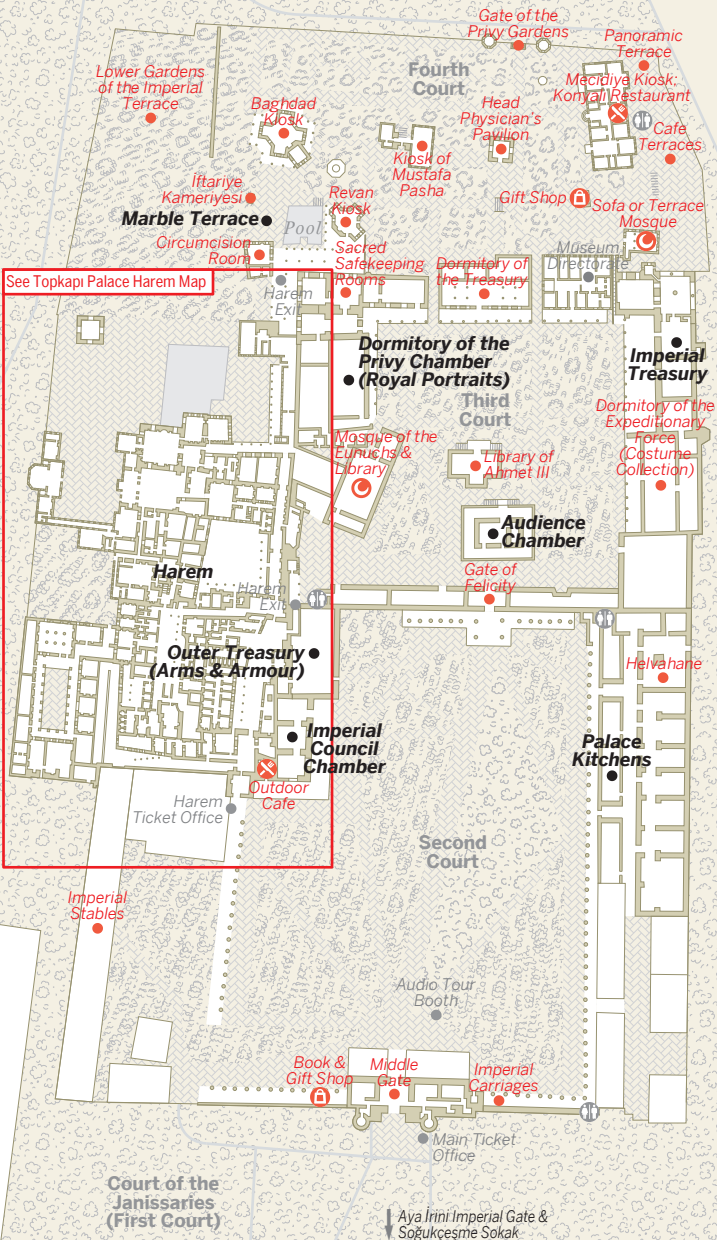 Gate of the
Privy Gardens
Panoramic
Terrace
Fourth
Court
Lower Gardens
of the Imperial
Terrace
Mecidiye Kiosk;
Konyalı Restaurant
Baghdad
Kiosk
Head
Physician's
Pavilion
Cafe
Terraces
Kiosk of
Mustafa
Pasha
İftariye
Kameriyesi
Revan
Kiosk
Gift Shop
Sofa or Terrace
Mosque
Marble Terrace
Pool
Circumcision
Room
Sacred
Safekeeping
Rooms
Dormitory of
the Treasury
Museum
Directorate
See Topkapı Palace Harem Map
Harem
Exit
Dormitory of the
Privy Chamber
(Royal Portraits)
Imperial
Treasury
Third
Court
Dormitory of the
Expeditionary
Force
(Costume
Collection)
Mosque of the
Eunuchs &
Library
Library of
Ahmet III
Audience
Chamber
Harem
Gate of
Felicity
Harem
Exit
Outer Treasury
(Arms & Armour)
Helvahane
Imperial
Council
Chamber
Palace
Kitchens
Outdoor
Cafe
Harem
Ticket Office
Second
Court
Imperial
Stables
Audio Tour
Booth
Book &
Gift Shop
Middle
Gate
Imperial
Carriages
Main Ticket
Office
Court of the
Janissaries
(First Court)
Aya İrini Imperial Gate &
Soğukçeşme Sokak